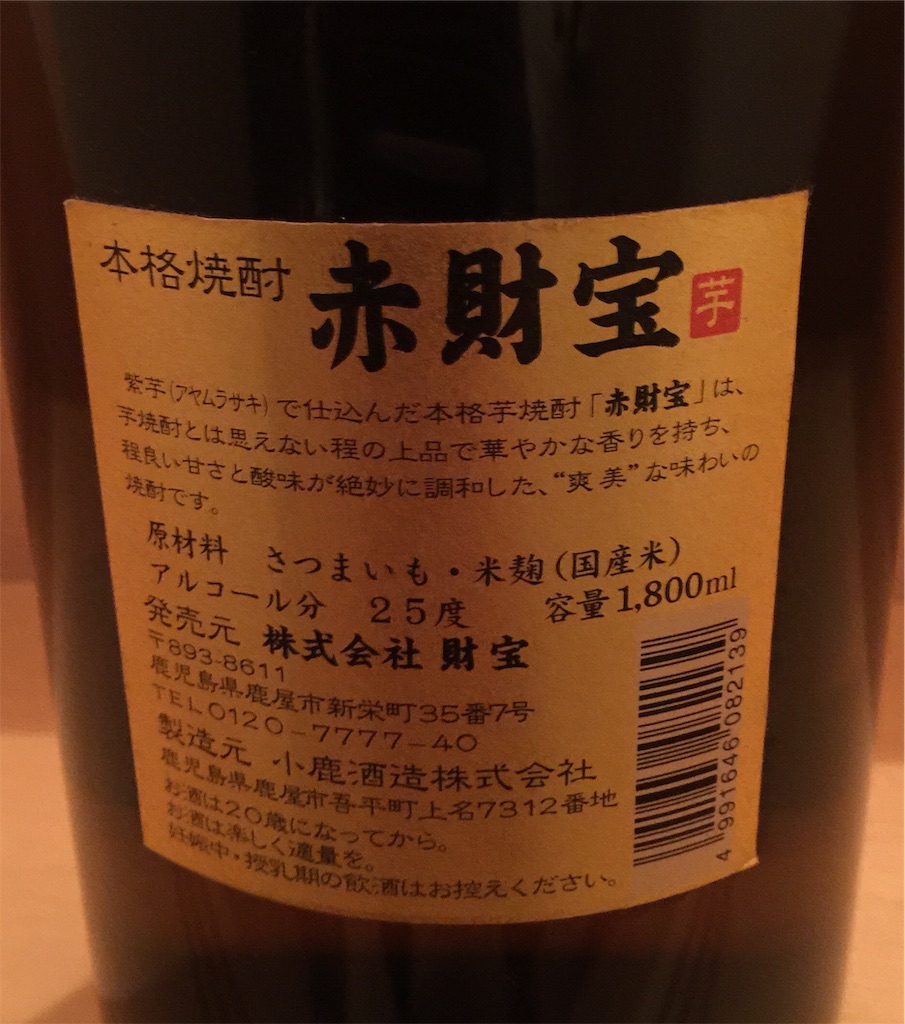 本格焼酎 赤財宝 芋
紫芋(アヤムラサキ)で仕込んだ本格芋焼酎「赤財宝」は、
芋焼酎とは思えない程の上品で華やかな香りを持ち、
程良い甘さと酸味が絶妙に調和した、“爽美”な味わいの
焼酎です。
原材料 さつまいも・米麹(国産米)
アルコール分 25度 容量1,800ml
発売元 株式会社 財宝
〒893-8611
鹿児島県鹿屋市新栄町35番7号
TEL0120-7777-40
製造元 小鹿酒造株式会社
鹿児島県鹿屋市吾平町上名7312番地
お酒は20歳になってから。
お酒は楽しく適量を。
妊娠中・授乳期の飲酒はお控えください。
4 991646 082139